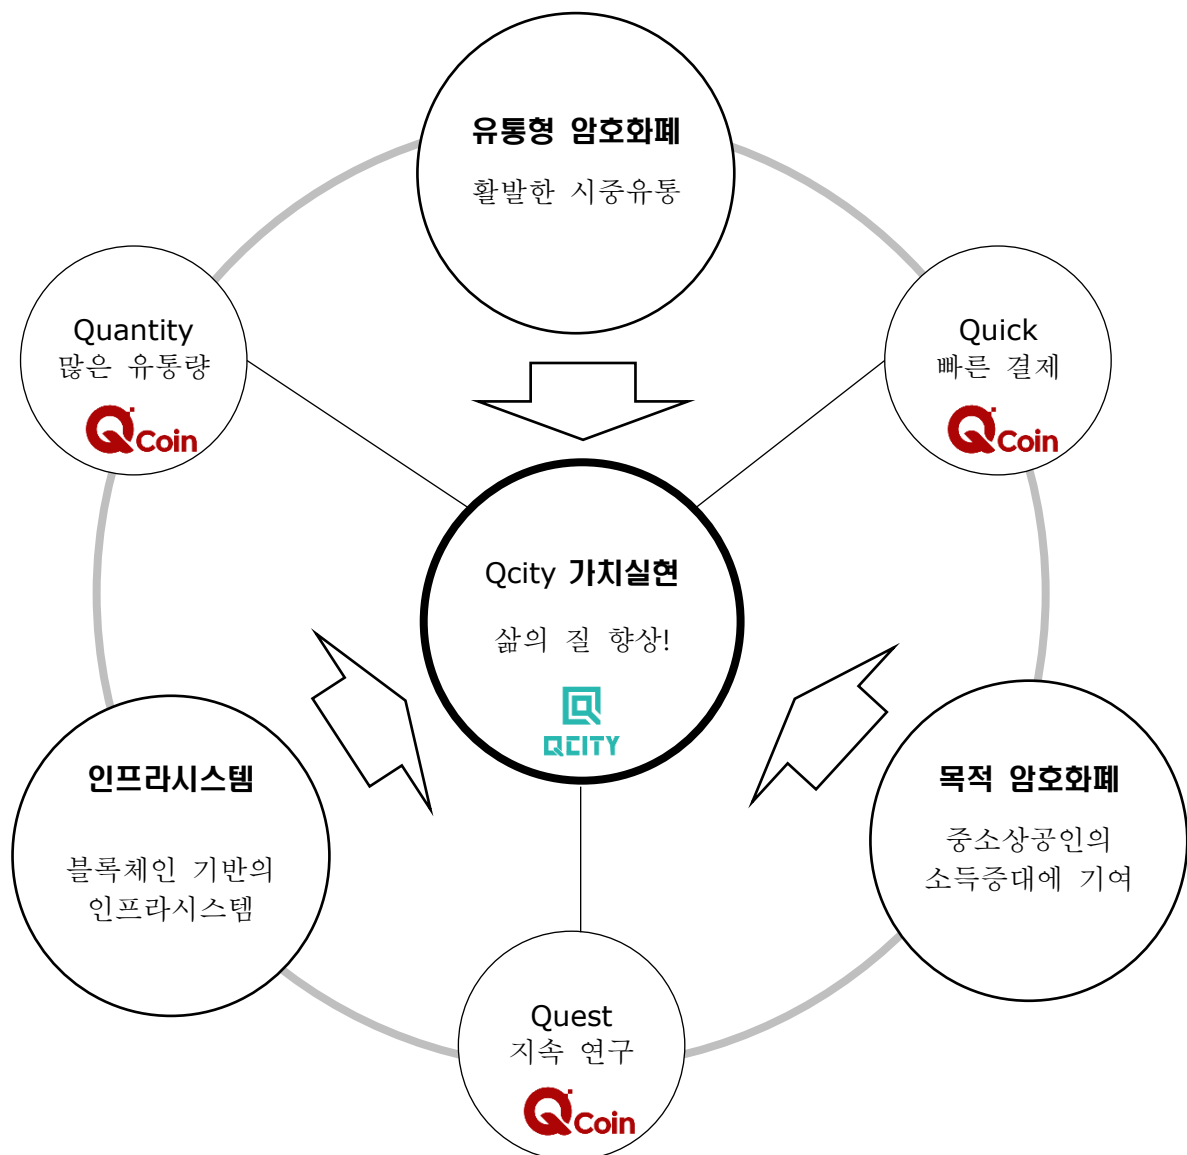 유통형 암호화폐
활발한 시중유통
Quantity
많은 유통량
QCoin
Quick
빠른 결제
QCoin
Qcity 가치실현
삶의 질 향상!
QCITY
인프라시스템
블록체인 기반의
인프라시스템
목적 암호화폐
중소상공인의
소득증대에 기여
Quest
지속 연구
QCoin